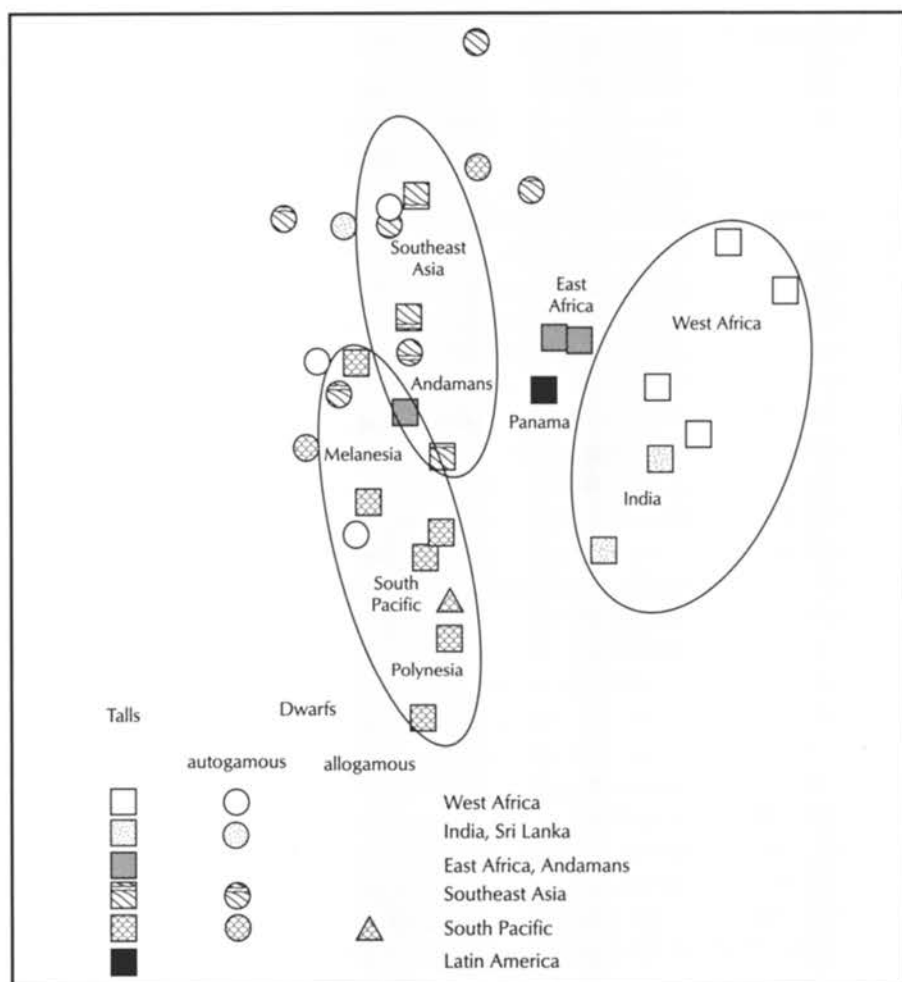 Southeast
Asia
East
Africa
West Africa
Andamans
Panama
Melanesia
India
South
Pacific
Polynesia
Talls
Dwarfs
autogamous
allogamous
West Africa
India, Sri Lanka
East Africa, Andamans
Southeast Asia
South Pacific
Latin America